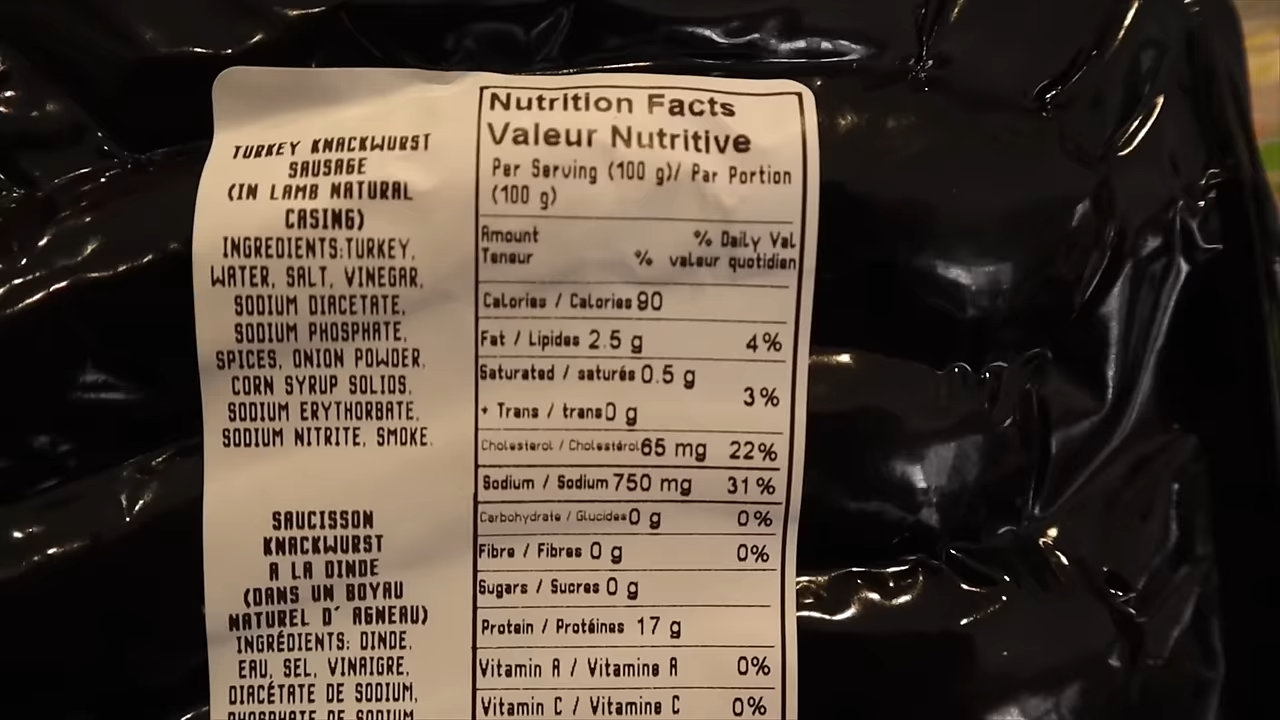 TURKEY KNACKWURST
SAUSAGE
(IN LAMB NATURAL
CASING)
INGREDIENTS:TURKEY,
WATER, SALT, VINEGAR,
SODIUM DIACETATE,
SODIUM PHOSPHATE,
SPICES, ONION POWDER,
CORN SYRUP SOLIDS,
SODIUM ERYTHORBATE,
SODIUM NITRITE, SMOKE.
SAUCISSON
KNACKWURST
A LA DINDE
(DANS UN BOYAU
NATUREL D' AGNEAU)
INGRÉDIENTS: DINDE,
EAU, SEL, VINAIGRE,
DIACÉTATE DE SODIUM,
PHOSPHATE DE SODIUM
Nutrition Facts
Valeur Nutritive
Per Serving (100 g)/ Par Portion
(100 g)
Amount % Daily Val
Teneur % valeur quotidien
Calories / Calories 90
Fat / Lipides 2.5 g 4%
Saturated / saturés 0.5 g
+ Trans / trans 0 g 3%
Cholesterol / Cholestérol 65 mg 22%
Sodium / Sodium 750 mg 31%
Carbohydrate / Glucides 0 g 0%
Fibre / Fibres 0 g 0%
Sugars / Sucres 0 g
Protein / Protéines 17 g
Vitamin A / Vitamine A 0%
Vitamin C / Vitamine C 0%